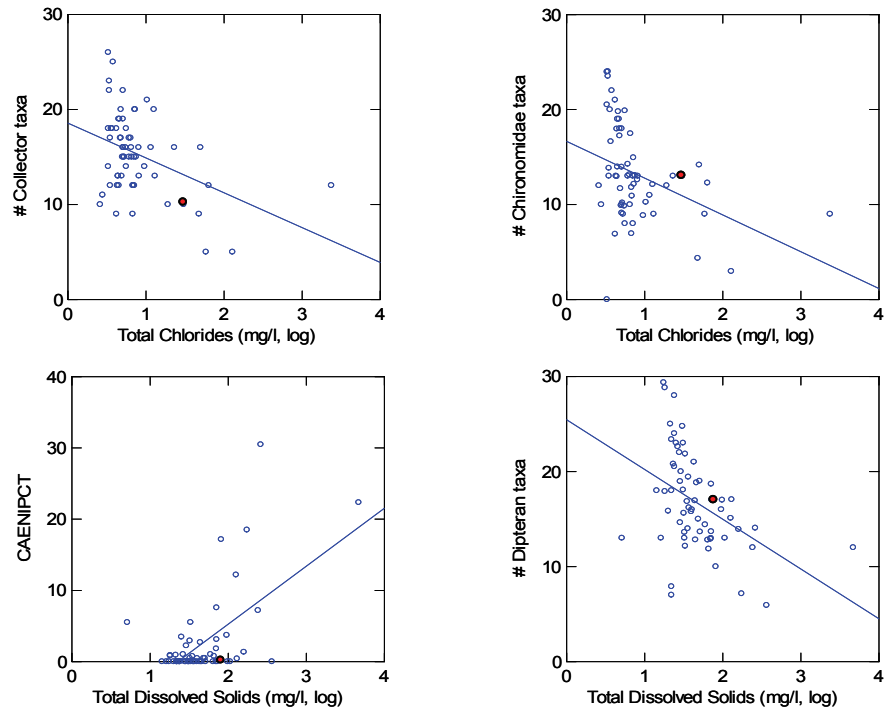 30
20
10
0
# Collector taxa
0 1 2 3 4
Total Chlorides (mg/l, log)
30
20
10
0
# Chironomidae taxa
0 1 2 3 4
Total Chlorides (mg/l, log)
40
30
20
10
0
CAENIPCT
0 1 2 3 4
Total Dissolved Solids (mg/l, log)
30
20
10
0
# Dipteran taxa
0 1 2 3 4
Total Dissolved Solids (mg/l, log)